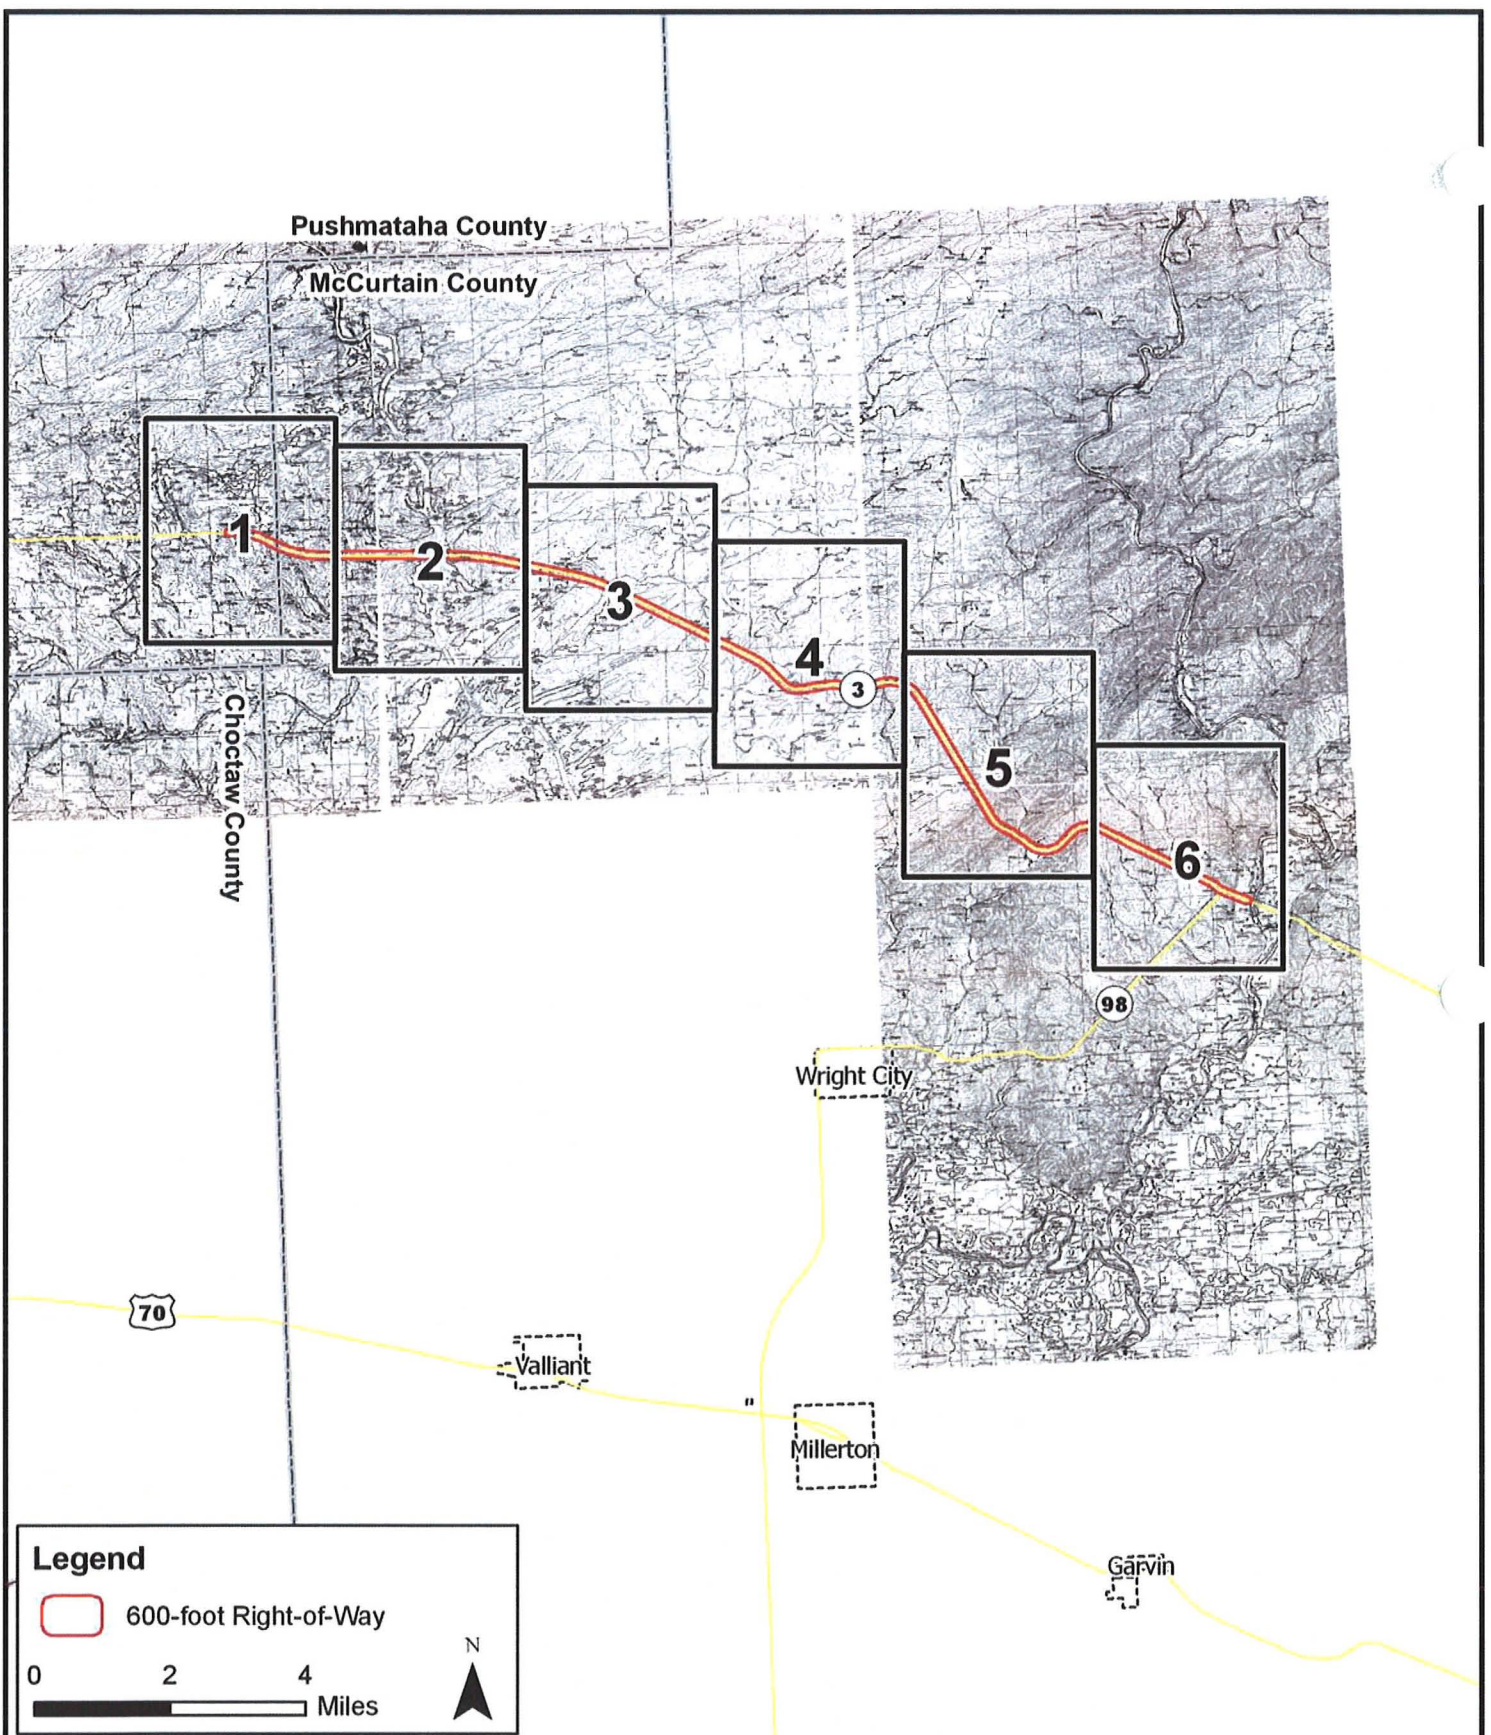 Pushmataha County
McCurtain County
1
2
3
4
3
5
6
Choctaw County
98
Wright City
70
Valliant
"
Millerton
Garvin
Legend
600-foot Right-of-Way
N
0 2 4
Miles